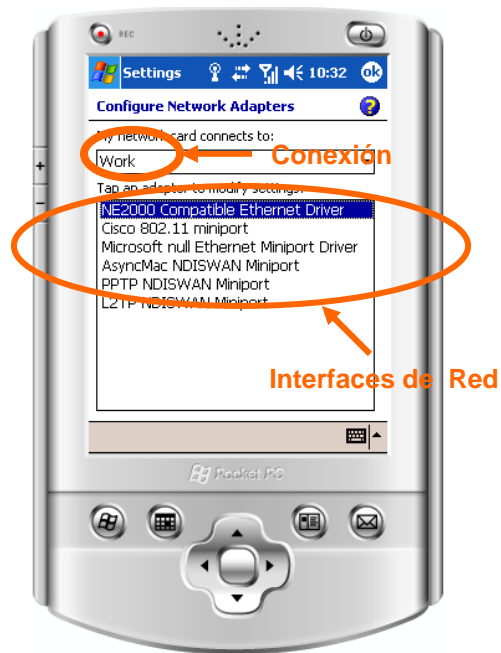 REC
Settings 10:32 ok
Configure Network Adapters ?
My network card connects to:
Work
Conexión
Tap an adapter to modify settings.
NE2000 Compatible Ethernet Driver
Cisco 802.11 miniport
Microsoft null Ethernet Miniport Driver
AsyncMac NDISWAN Miniport
PPTP NDISWAN Miniport
L2TP NDISWAN Miniport
Interfaces de Red
Pocket PC